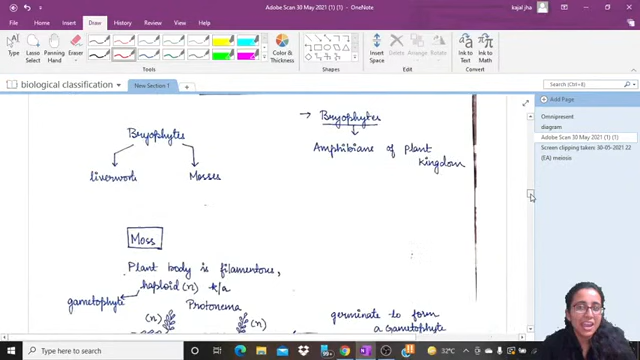 Adobe Scan 30 May 2021 (1) (1) - OneNote
kajal jha
File Home Insert Draw View
Type
Lasso Select
Panning Hand
Eraser
Color & Thickness
Shapes
Insert Space
Delete
Arrange
Rotate
Ink to Text
Ink to Math
Tools
Shapes
Edit
Convert
biological classification
New Section 1
Search (Ctrl+E)
Add Page
Omnipresent
diagram
Adobe Scan 30 May 2021 (1) (1)
Screen clipping taken: 30-05-2021 22
(EA) meiosis
→ Bryophytes
Amphibians of plant
kingdom
Bryophytes
liverwork
Mosses
Moss
Plant body is filamentous,
haploid (n) k/a
gametophyte
Protonema
(n)
(n)
germinate to form
a Gametophyte
Type here to search
99+
32°C